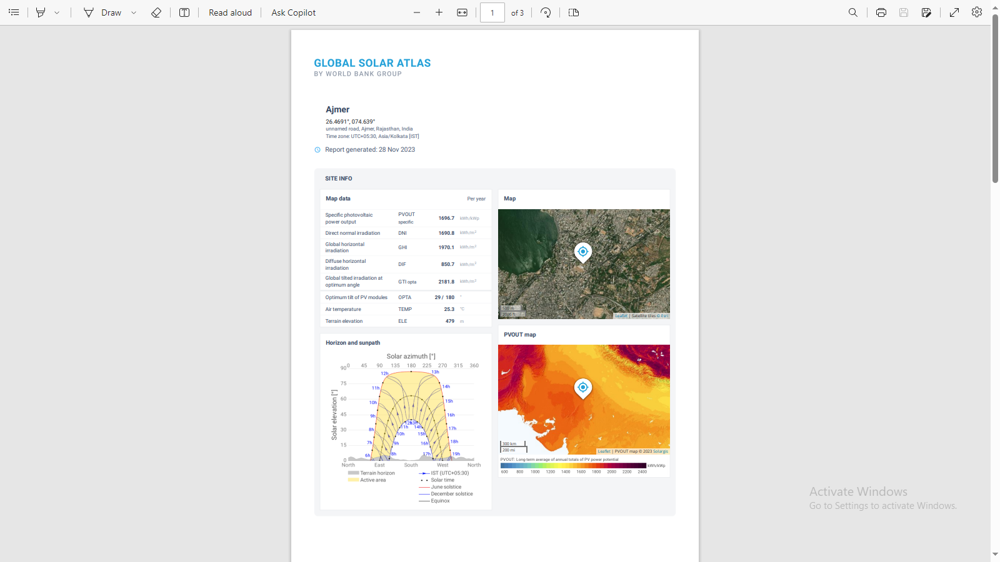 Draw
Read aloud
Ask Copilot
1
of 3
GLOBAL SOLAR ATLAS
BY WORLD BANK GROUP
Ajmer
26.4691°, 074.639°
unnamed road, Ajmer, Rajasthan, India
Time zone: UTC+05:30, Asia/Kolkata [IST]
Report generated: 28 Nov 2023
SITE INFO
Map data Per year
Specific photovoltaic
power output
PVOUT
specific
1696.7 kWh/kWp
Direct normal irradiation DNI 1690.8 kWh/m²
Global horizontal
irradiation
GHI 1970.1 kWh/m²
Diffuse horizontal
irradiation
DIF 850.7 kWh/m²
Global tilted irradiation at
optimum angle
GTI opta 2181.8 kWh/m²
Optimum tilt of PV modules OPTA 29 / 180 °
Air temperature TEMP 25.3 °C
Terrain elevation ELE 479 m
Map
500 m
2000 ft
Leaflet | Satellite tiles © Esri
Horizon and sunpath
Solar azimuth [°]
0 45 90 135 180 225 270 315 360
Solar elevation [°]
90
75
60
45
30
15
0
12h 13h
11h 14h
10h 15h
9h 16h
8h 17h
7h 18h
6h 19h
12h 13h
11h 14h
10h 15h
9h 16h
8h 17h
North East South West North
Terrain horizon
Active area
IST (UTC+05:30)
Solar time
June solstice
December solstice
Equinox
PVOUT map
300 km
200 mi
Leaflet | PVOUT map © 2023 Solargis
PVOUT: Long-term average of annual totals of PV power potential
kWh/kWp
600 800 1000 1200 1400 1600 1800 2000 2200 2400
Activate Windows
Go to Settings to activate Windows.